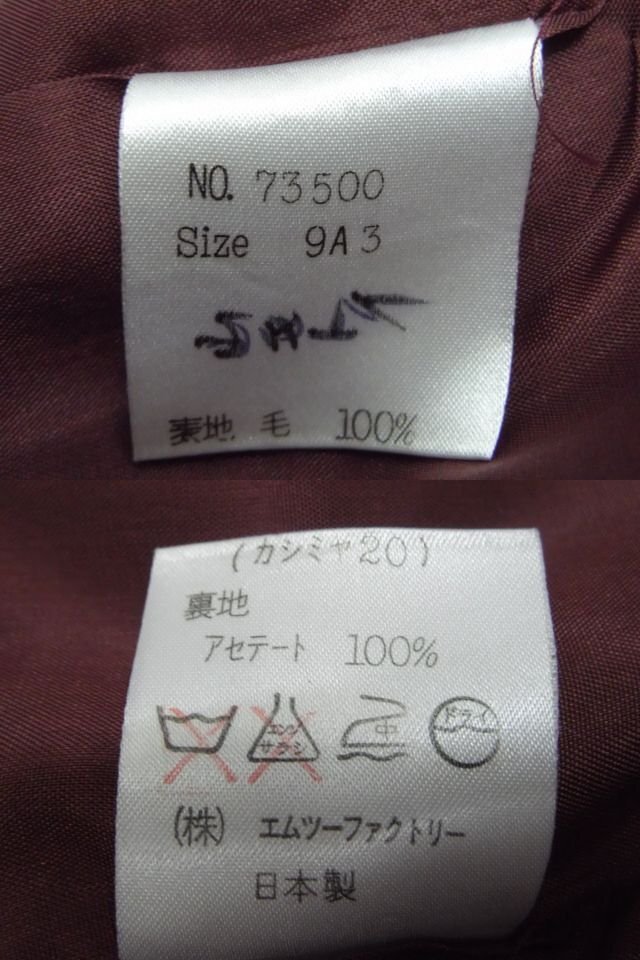 NO. 73500
Size 9A3
表地 毛 100%
(カシミヤ20)
裏地
アセテート 100%
エンソ
サラシ
中
ドライ
(株) エムツーファクトリー
日本製